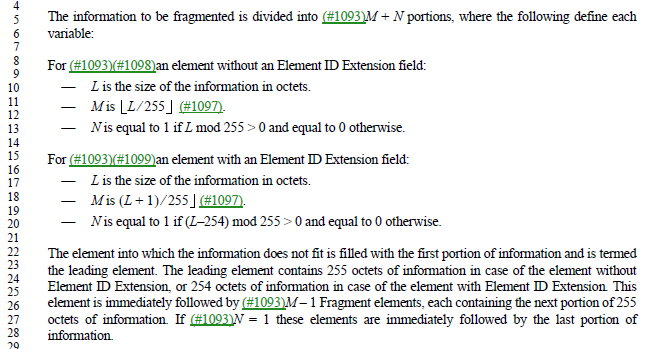 4
5 The information to be fragmented is divided into (#1093)M + N portions, where the following define each
6 variable:
7
8 For (#1093)(#1098)an element without an Element ID Extension field:
9
10 — L is the size of the information in octets.
11 — M is ⌊L/255⌋ (#1097).
12
13 — N is equal to 1 if L mod 255 > 0 and equal to 0 otherwise.
14
15 For (#1093)(#1099)an element with an Element ID Extension field:
16
17 — L is the size of the information in octets.
18 — M is (L + 1)/255⌋ (#1097).
19
20 — N is equal to 1 if (L–254) mod 255 > 0 and equal to 0 otherwise.
21
22 The element into which the information does not fit is filled with the first portion of information and is termed
23 the leading element. The leading element contains 255 octets of information in case of the element without
24
25 Element ID Extension, or 254 octets of information in case of the element with Element ID Extension. This
26 element is immediately followed by (#1093)M – 1 Fragment elements, each containing the next portion of 255
27 octets of information. If (#1093)N = 1 these elements are immediately followed by the last portion of
28 information.
29